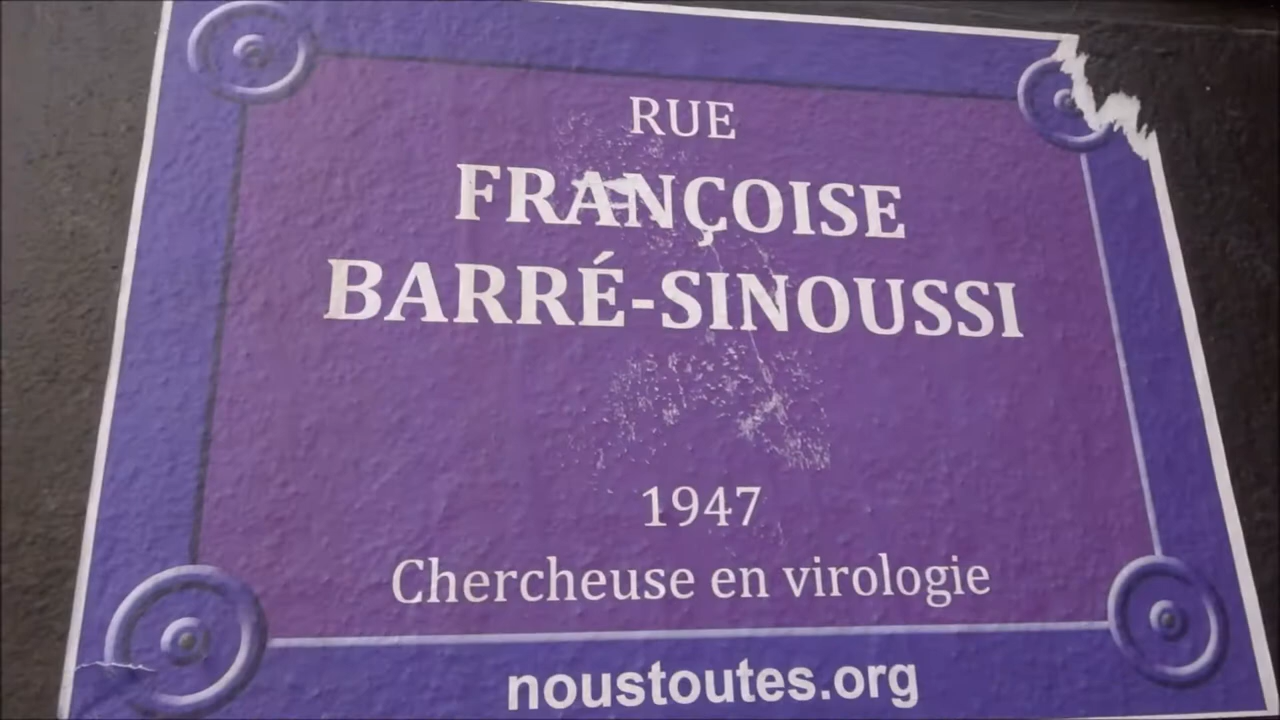 RUE
FRANÇOISE
BARRÉ-SINOUSSI
1947
Chercheuse en virologie
noustoutes.org